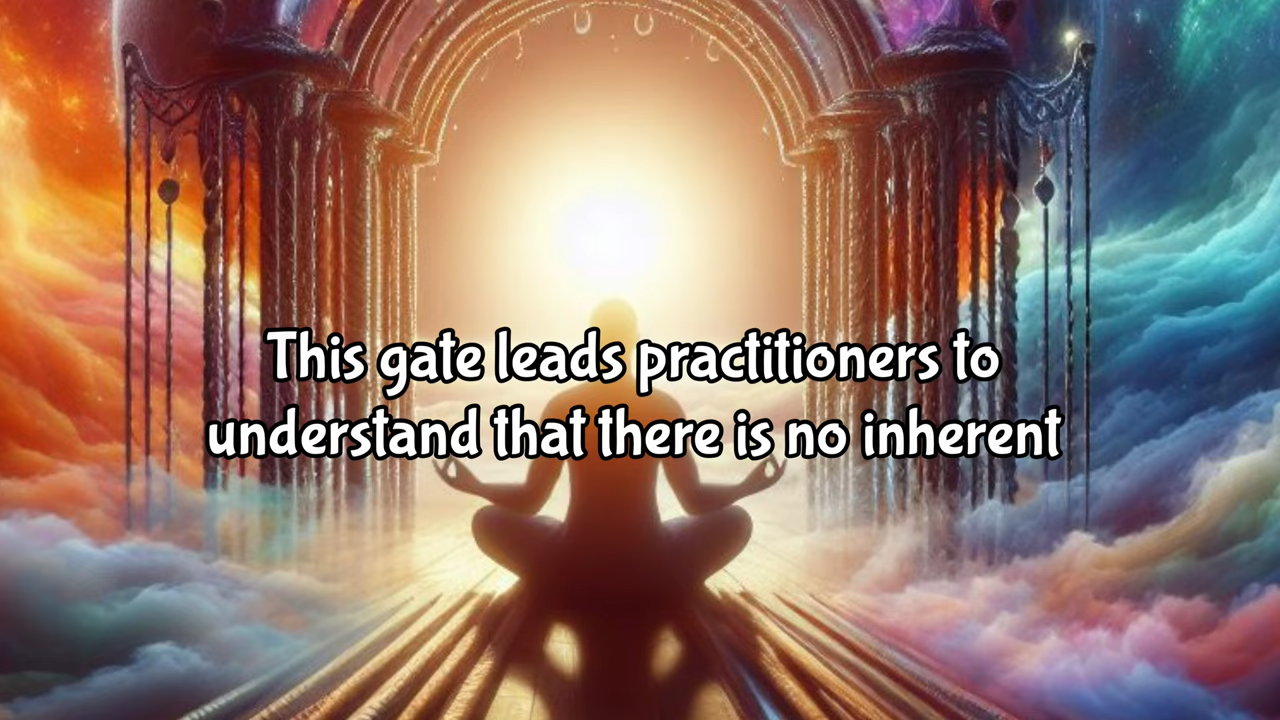 This gate leads practitioners to
understand that there is no inherent